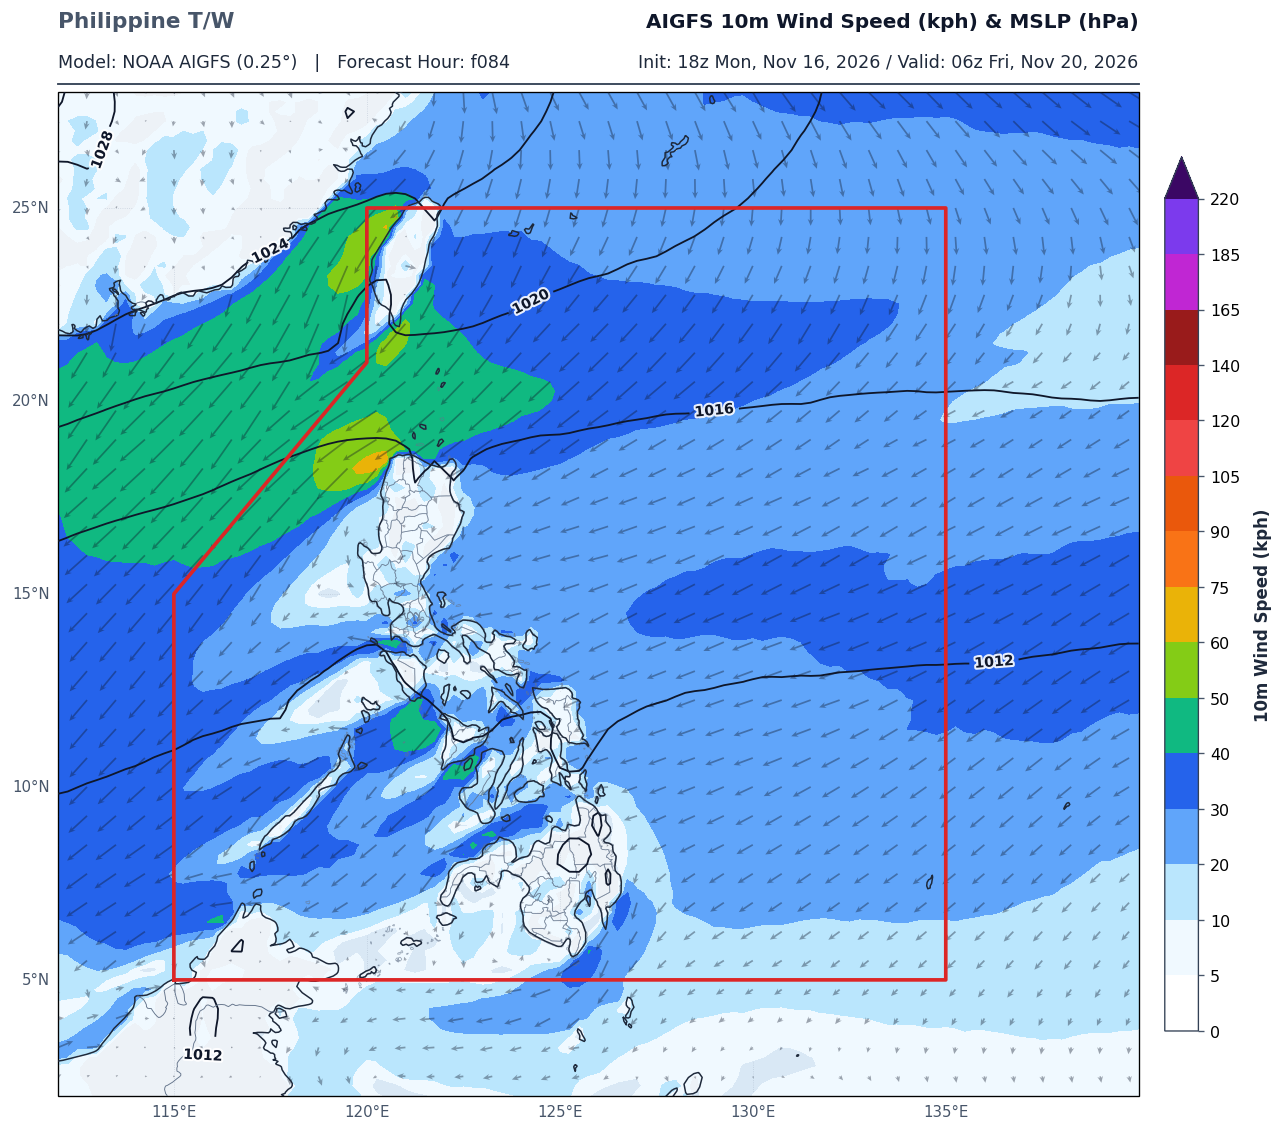 Philippine T/W
AIGFS 10m Wind Speed (kph) & MSLP (hPa)
Model: NOAA AIGFS (0.25°)   |   Forecast Hour: f084
Init: 18z Mon, Nov 16, 2026 / Valid: 06z Fri, Nov 20, 2026
1028
1024
1020
1016
1012
1012
25°N
20°N
15°N
10°N
5°N
115°E
120°E
125°E
130°E
135°E
220
185
165
140
120
105
90
75
60
50
40
30
20
10
5
0
10m Wind Speed (kph)